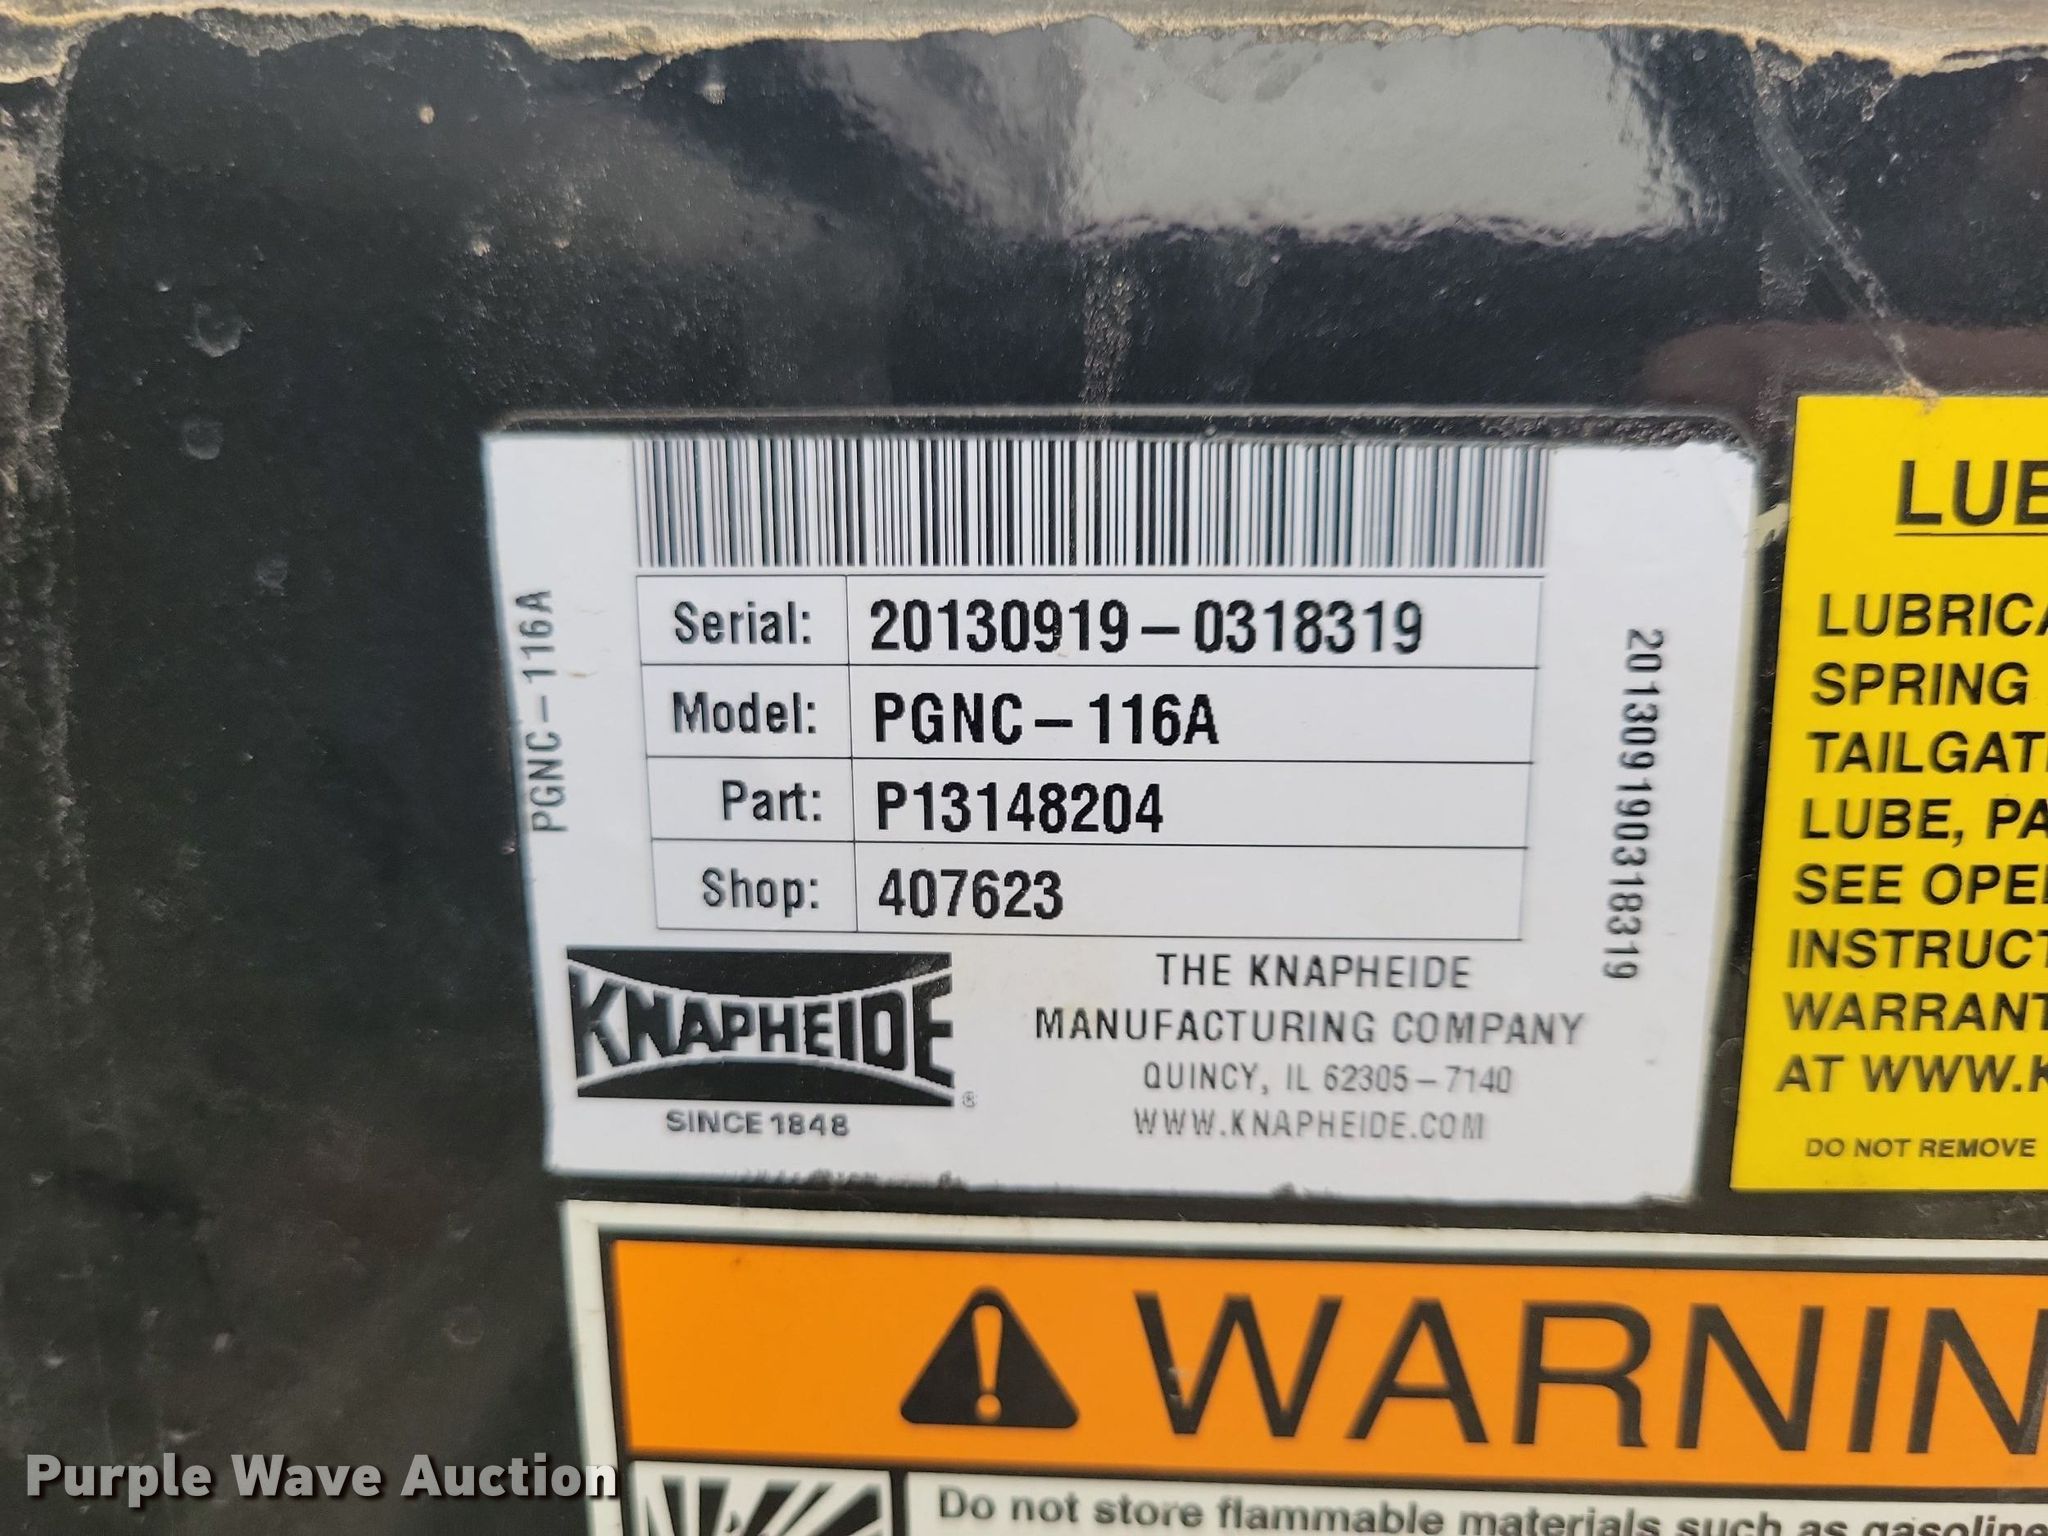 PGNC-116A
Serial: 20130919-0318319
Model: PGNC-116A
Part: P13148204
Shop: 407623
201309190318319
KNAPHEIDE®
SINCE 1848
THE KNAPHEIDE
MANUFACTURING COMPANY
QUINCY, IL 62305-7140
WWW.KNAPHEIDE.COM
LUB
LUBRICA
SPRING
TAILGAT
LUBE, PA
SEE OPE
INSTRUCT
WARRANT
AT WWW.K
DO NOT REMOVE
WARNIN
Do not store flammable materials such as gasoline
Purple Wave Auction